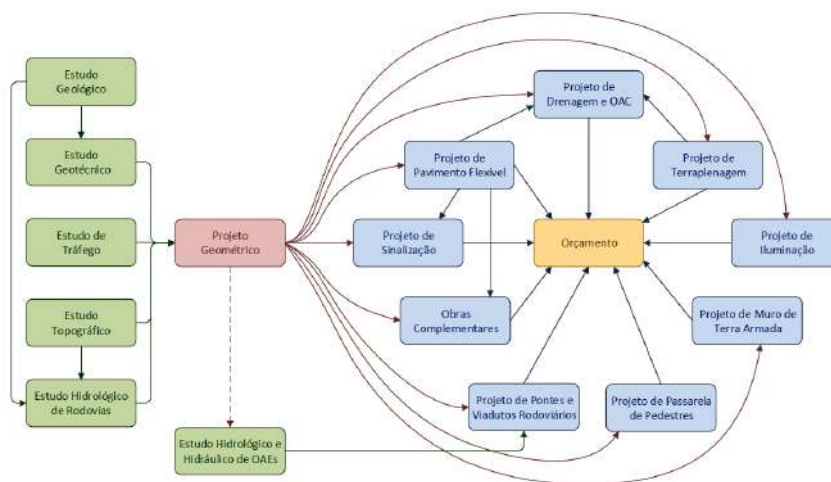 Estudo
Geológico
Estudo
Geotécnico
Estudo de
Tráfego
Estudo
Topográfico
Estudo Hidrológico
de Rodovias
Projeto
Geométrico
Estudo Hidrológico e
Hidráulico de OAEs
Projeto de
Drenagem e OAC
Projeto de
Pavimento Flexível
Projeto de
Terraplenagem
Projeto de
Sinalização
Orçamento
Projeto de
Iluminação
Obras
Complementares
Projeto de Muro de
Terra Armada
Projeto de Pontes e
Viadutos Rodoviários
Projeto de Passarela
de Pedestres